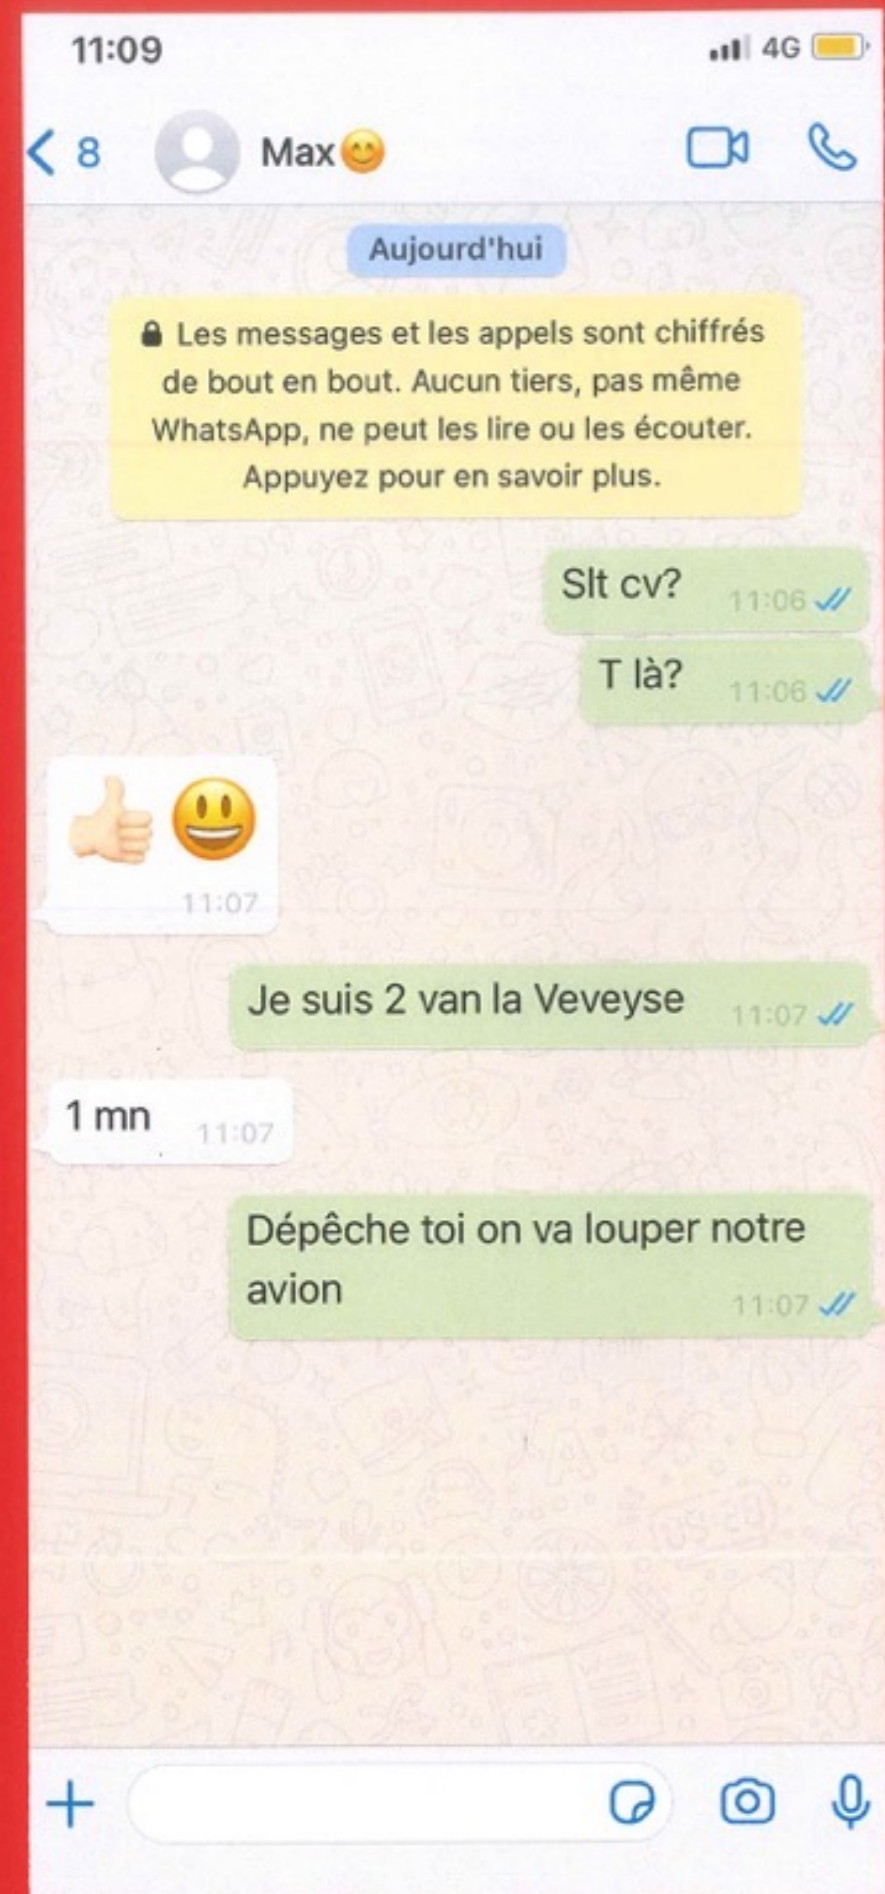 11:09
4G
8
Max😊
Aujourd'hui
Les messages et les appels sont chiffrés
de bout en bout. Aucun tiers, pas même
WhatsApp, ne peut les lire ou les écouter.
Appuyez pour en savoir plus.
Slt cv?
11:06
T là?
11:06
👍🏻😃
11:07
Je suis 2 van la Veveyse
11:07
1 mn
11:07
Dépêche toi on va louper notre
avion
11:07